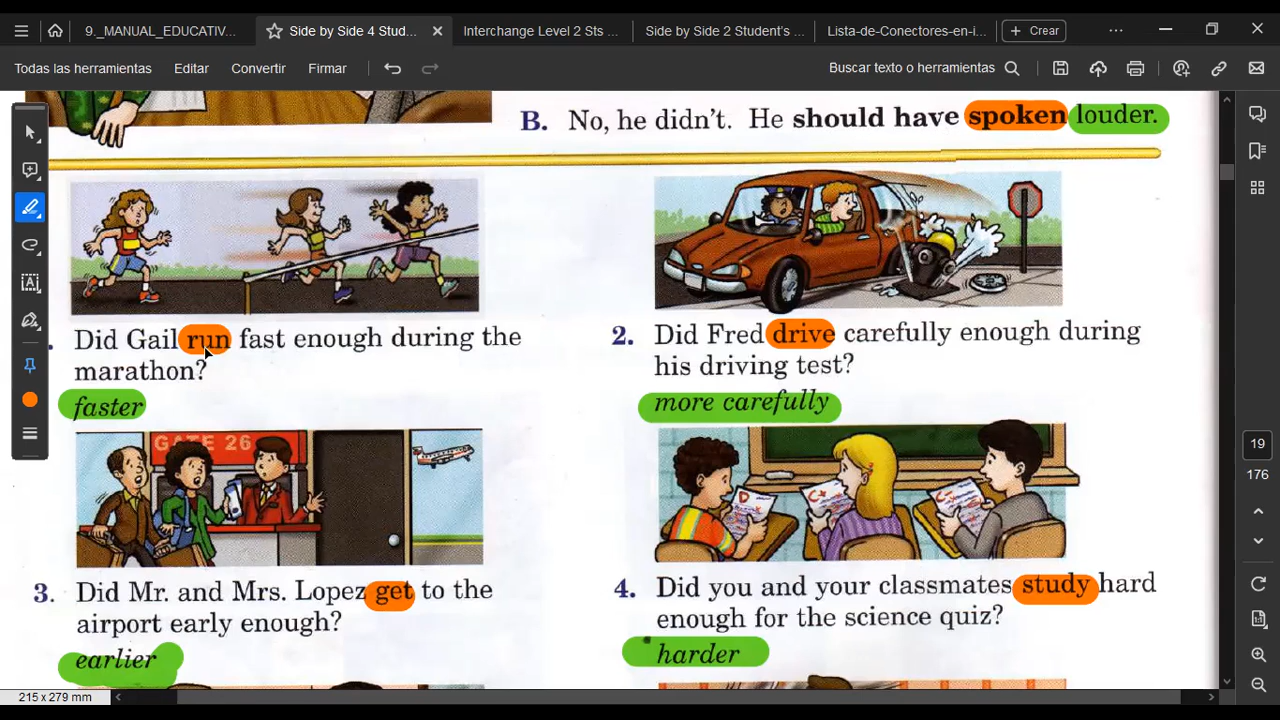 9._MANUAL_EDUCATIV...
Side by Side 4 Stud...
Interchange Level 2 Sts ...
Side by Side 2 Student's ...
Lista-de-Conectores-en-i...
+ Crear
Todas las herramientas
Editar
Convertir
Firmar
Buscar texto o herramientas
B. No, he didn't. He should have spoken louder.
. Did Gail run fast enough during the
marathon?
faster
2. Did Fred drive carefully enough during
his driving test?
more carefully
GATE 26
3. Did Mr. and Mrs. Lopez get to the
airport early enough?
earlier
D
C+
C-
4. Did you and your classmates study hard
enough for the science quiz?
harder
19
176
215 x 279 mm